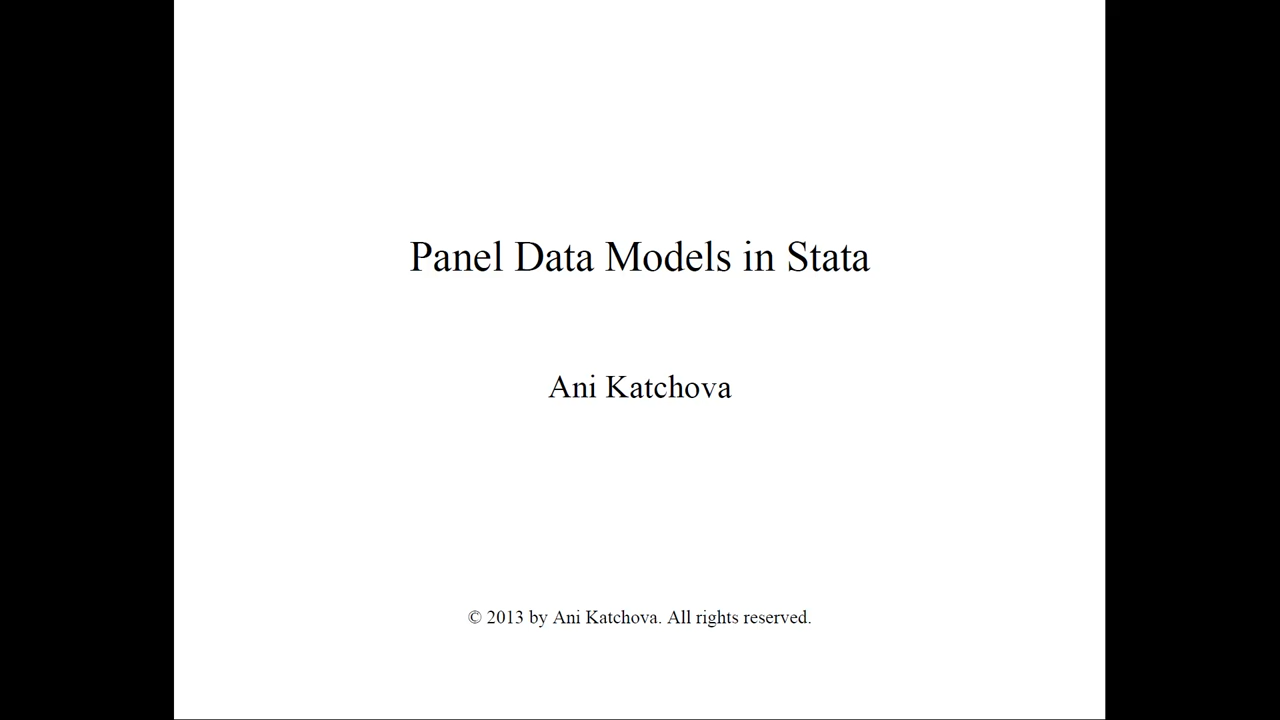 Panel Data Models in Stata
Ani Katchova
© 2013 by Ani Katchova. All rights reserved.